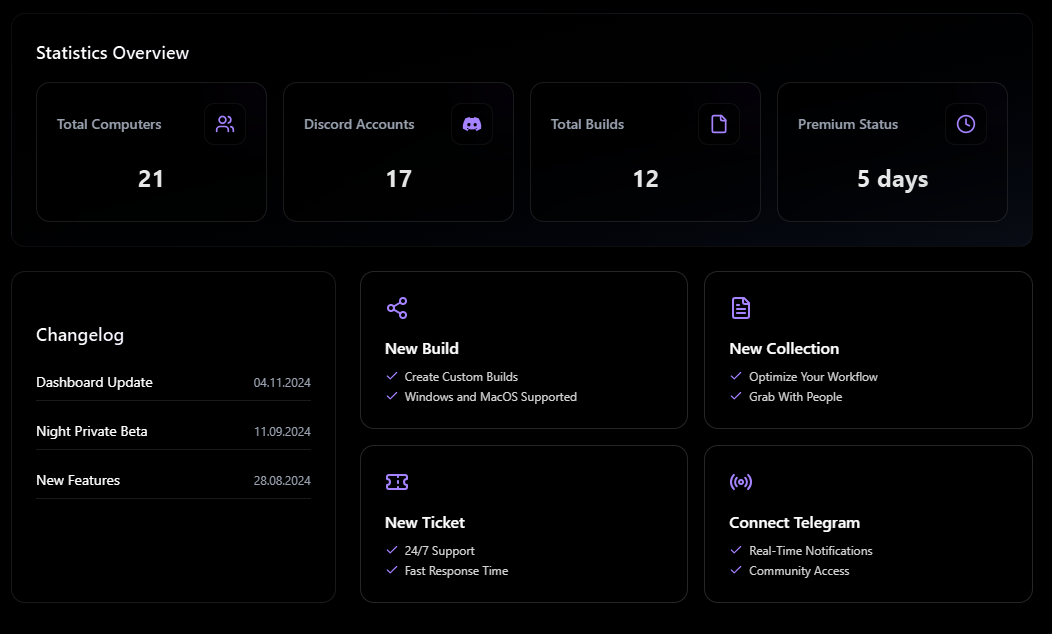 Statistics Overview
Total Computers
21
Discord Accounts
17
Total Builds
12
Premium Status
5 days
Changelog
Dashboard Update 04.11.2024
Night Private Beta 11.09.2024
New Features 28.08.2024
New Build
Create Custom Builds
Windows and MacOS Supported
New Collection
Optimize Your Workflow
Grab With People
New Ticket
24/7 Support
Fast Response Time
Connect Telegram
Real-Time Notifications
Community Access